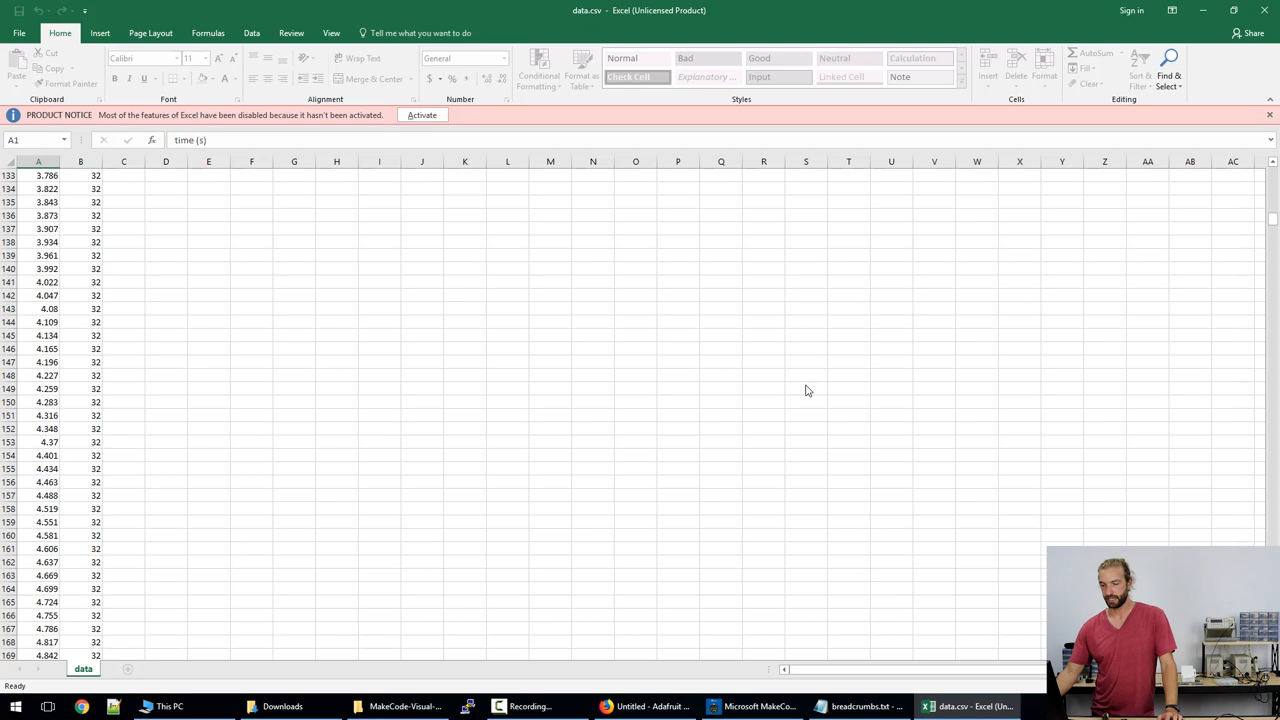 data.csv - Excel (Unlicensed Product)
Sign in
File Home Insert Page Layout Formulas Data Review View Tell me what you want to do Share
Paste
Cut
Copy
Format Painter
Clipboard
Calibri 11
B I U
Font
Wrap Text
Merge & Center
Alignment
General
$ % ,
Number
Conditional Formatting
Format as Table
Normal Bad Good Neutral Calculation
Check Cell Explanatory ... Input Linked Cell Note
Styles
Insert Delete Format
Cells
AutoSum
Fill
Clear
Sort & Filter
Find & Select
Editing
PRODUCT NOTICE Most of the features of Excel have been disabled because it hasn't been activated. Activate
A1 fx time (s)
A B C D E F G H I J K L M N O P Q R S T U V W X Y Z AA AB AC
133 3.786 32
134 3.822 32
135 3.843 32
136 3.873 32
137 3.907 32
138 3.934 32
139 3.961 32
140 3.992 32
141 4.022 32
142 4.047 32
143 4.08 32
144 4.109 32
145 4.134 32
146 4.165 32
147 4.196 32
148 4.227 32
149 4.259 32
150 4.283 32
151 4.316 32
152 4.348 32
153 4.37 32
154 4.401 32
155 4.434 32
156 4.463 32
157 4.488 32
158 4.519 32
159 4.551 32
160 4.581 32
161 4.606 32
162 4.637 32
163 4.669 32
164 4.699 32
165 4.724 32
166 4.755 32
167 4.786 32
168 4.817 32
169 4.842 32
data
Ready
This PC
Downloads
MakeCode-Visual-...
Recording...
Untitled - Adafruit ...
Microsoft MakeCo...
breadcrumbs.txt - ...
data.csv - Excel (Un...